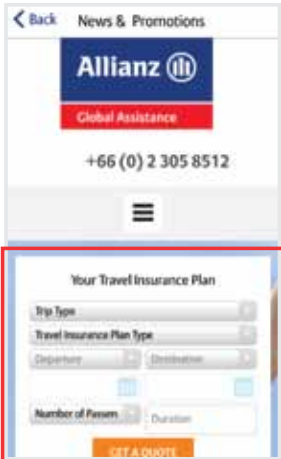 Back News & Promotions
Allianz
Global Assistance
+66 (0) 2 305 8512
Your Travel Insurance Plan
Trip Type
Travel Insurance Plan Type
Departure Destination
Number of Passen Duration
GET A QUOTE